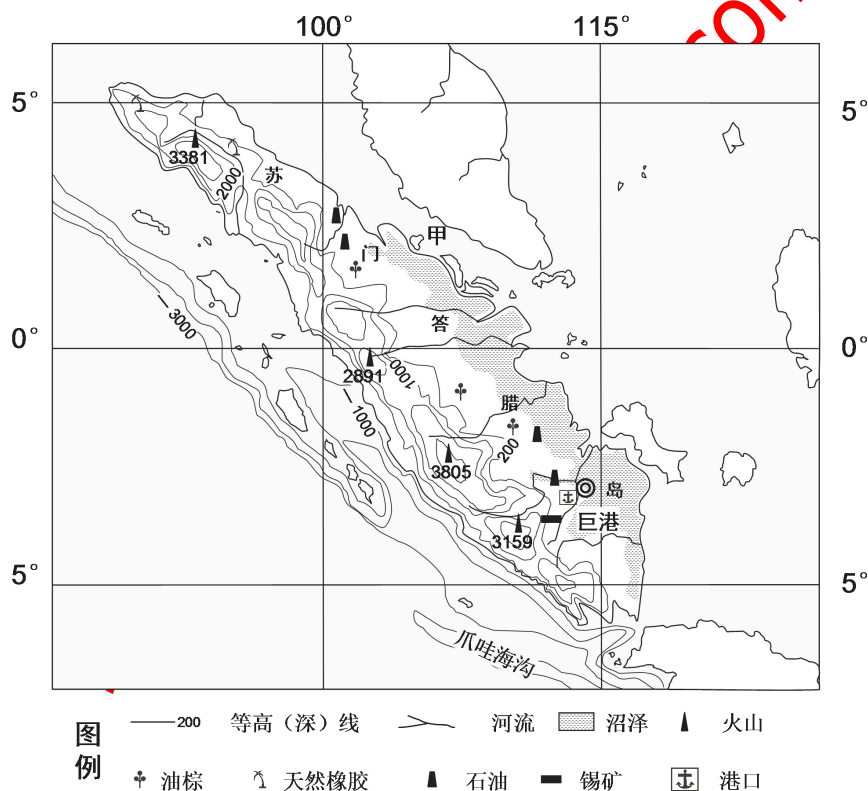 100° 115°
5° 5°
3381
2000
苏
甲
门
3000
答
0° 0°
2891
1000
1000
腊
200
3805
岛
巨港
3159
5° 5°
爪哇海沟
图例
200 等高（深）线 河流 沼泽 火山
油棕 天然橡胶 石油 锡矿 港口